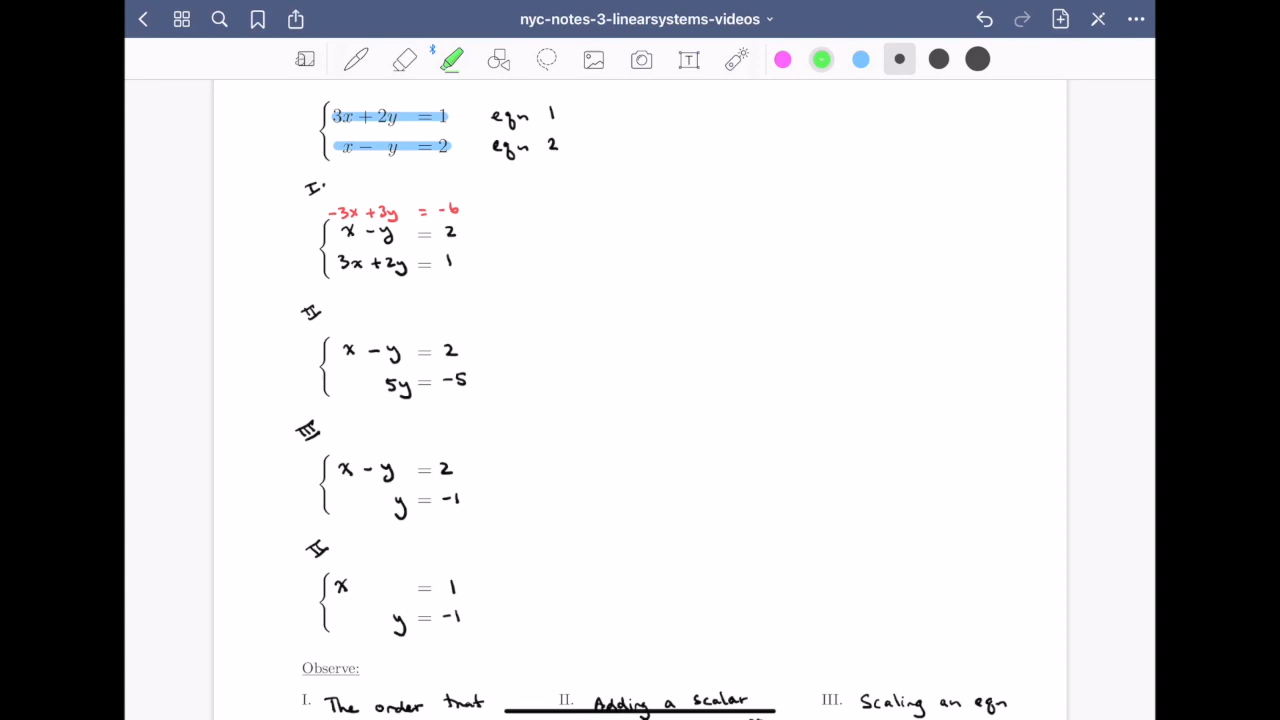 nyc-notes-3-linearsystems-videos
T
3x + 2y = 1 eqn 1
x − y = 2 eqn 2
I.
-3x + 3y = -6
x - y = 2
3x + 2y = 1
II
x - y = 2
5y = -5
III
x - y = 2
y = -1
II
x = 1
y = -1
Observe:
I. The order that II. Adding a scalar III. Scaling an eqn